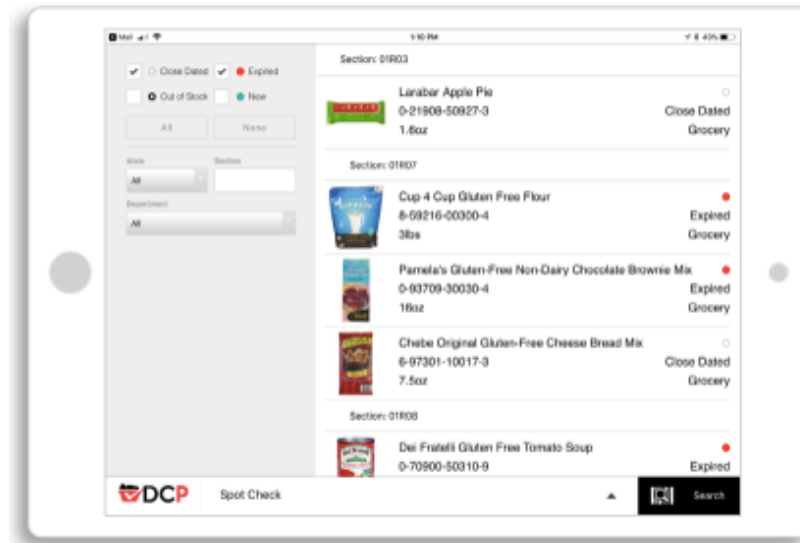 Mail
1:10 PM
40%
Close Dated
Expired
Out of Stock
New
All
None
Aisle
Section
All
Department
All
Section: 01R03
Larabar Apple Pie
0-21908-50927-3
Close Dated
1.6oz
Grocery
Section: 01R07
Cup 4 Cup Gluten Free Flour
8-59216-00300-4
Expired
3lbs
Grocery
Pamela's Gluten-Free Non-Dairy Chocolate Brownie Mix
0-93709-30030-4
Expired
16oz
Grocery
Chebe Original Gluten-Free Cheese Bread Mix
6-97301-10017-3
Close Dated
7.5oz
Grocery
Section: 01R08
Dei Fratelli Gluten Free Tomato Soup
0-70900-50310-9
Expired
DCP
Spot Check
Search